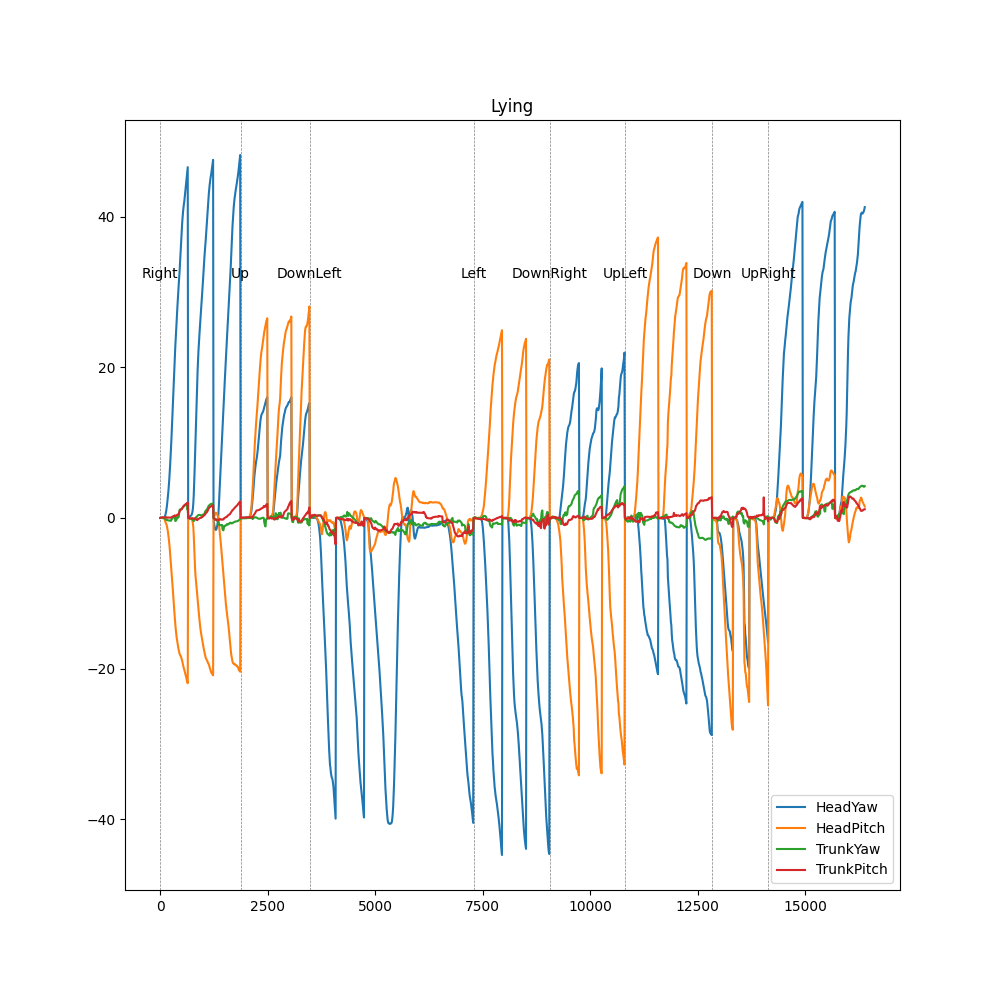 Lying
40
20
0
−20
−40
Right Up DownLeft Left DownRight UpLeft Down UpRight
0 2500 5000 7500 10000 12500 15000
HeadYaw
HeadPitch
TrunkYaw
TrunkPitch